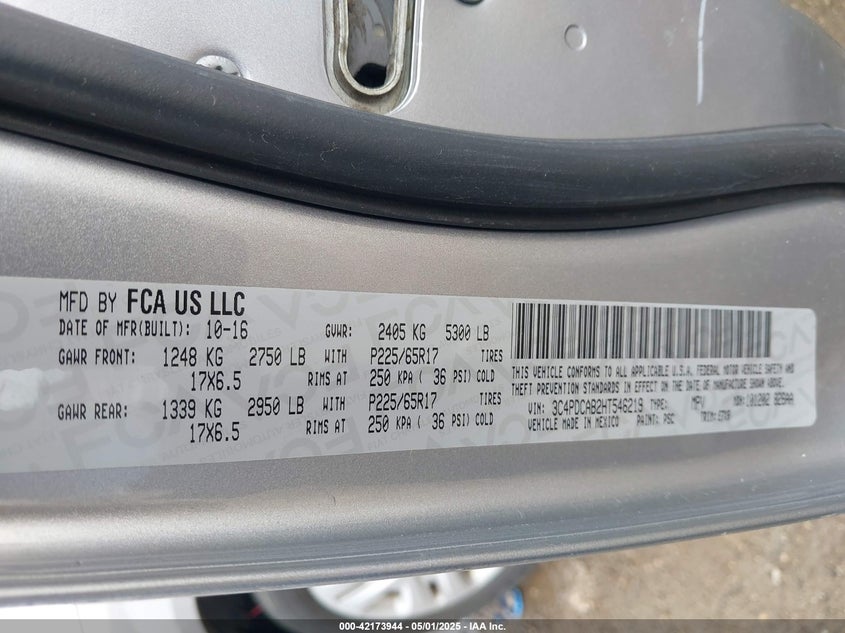 MFD BY FCA US LLC
DATE OF MFR(BUILT): 10-16 GVWR: 2405 KG 5300 LB
GAWR FRONT: 1248 KG 2750 LB WITH P225/65R17 TIRES
17X6.5 RIMS AT 250 KPA ( 36 PSI) COLD
GAWR REAR: 1339 KG 2950 LB WITH P225/65R17 TIRES
17X6.5 RIMS AT 250 KPA ( 36 PSI) COLD
THIS VEHICLE CONFORMS TO ALL APPLICABLE U.S.A. FEDERAL MOTOR VEHICLE SAFETY AND
THEFT PREVENTION STANDARDS IN EFFECT ON THE DATE OF MANUFACTURE SHOWN ABOVE.
VIN: 3C4PDCAB2HT546219 TYPE: MPV MDH: 101202
VEHICLE MADE IN MEXICO PAINT: PSC TRIM:
000-42173944 - 05/01/2025 - IAA Inc.